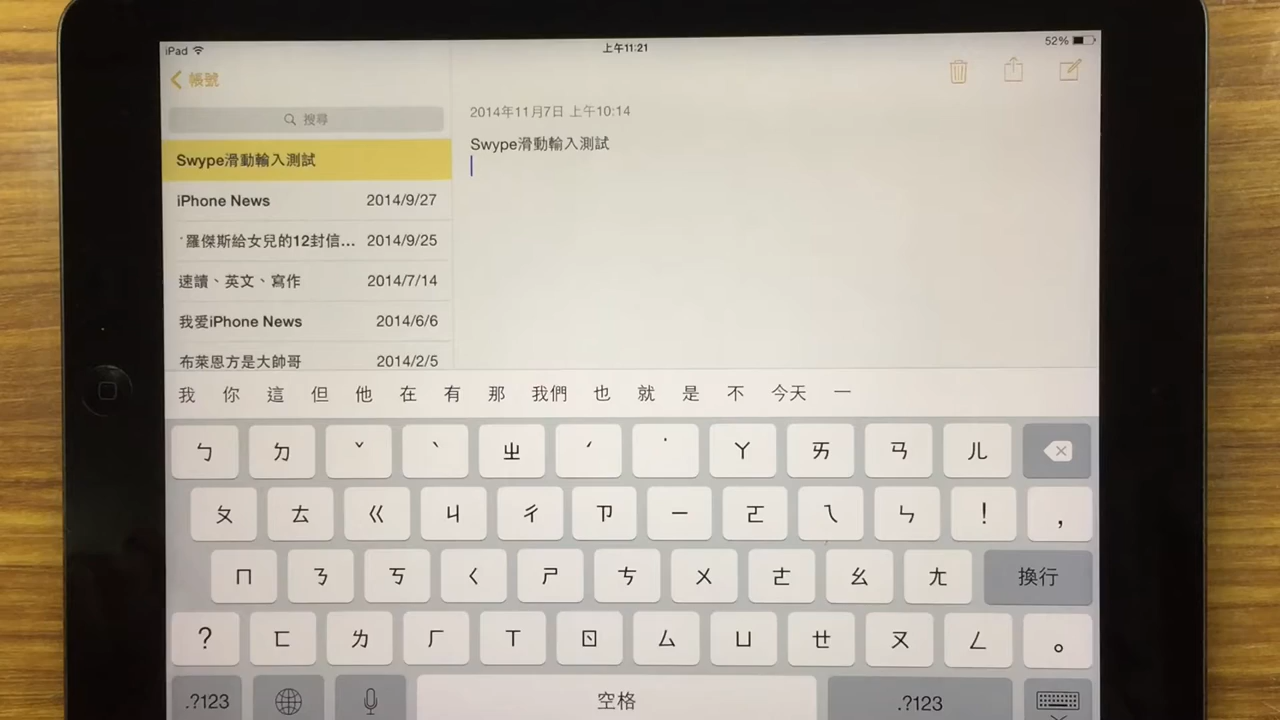 iPad
上午11:21
52%
帳號
搜尋
Swype滑動輸入測試
iPhone News 2014/9/27
羅傑斯給女兒的12封信... 2014/9/25
速讀、英文、寫作 2014/7/14
我愛iPhone News 2014/6/6
布萊恩方是大帥哥 2014/2/5
2014年11月7日 上午10:14
Swype滑動輸入測試
我 你 這 但 他 在 有 那 我們 也 就 是 不 今天 一
ㄅ ㄉ ˇ ˋ ㄓ ˊ ˙ ㄚ ㄞ ㄢ ㄦ
ㄆ ㄊ ㄍ ㄐ ㄔ ㄗ ㄧ ㄛ ㄟ ㄣ ! ,
ㄇ ㄋ ㄎ ㄑ ㄕ ㄘ ㄨ ㄜ ㄠ ㄤ 換行
? ㄈ ㄌ ㄏ ㄒ ㄖ ㄙ ㄩ ㄝ ㄡ ㄥ 。
.?123 空格 .?123